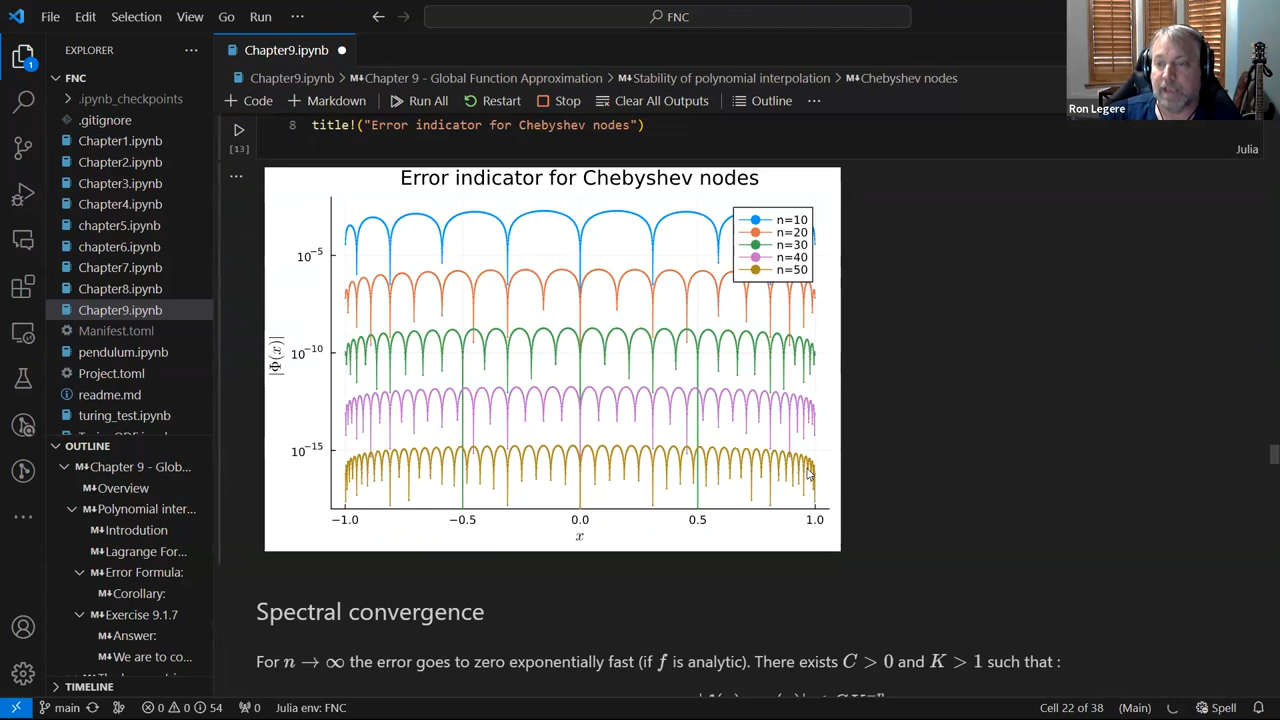 File Edit Selection View Go Run ···
FNC
Ron Legere
EXPLORER ···
FNC
.ipynb_checkpoints
.gitignore
Chapter1.ipynb
Chapter2.ipynb
Chapter3.ipynb
Chapter4.ipynb
chapter5.ipynb
chapter6.ipynb
Chapter7.ipynb
Chapter8.ipynb
Chapter9.ipynb
Manifest.toml
pendulum.ipynb
Project.toml
readme.md
turing_test.ipynb
OUTLINE
Chapter 9 - Glob...
Overview
Polynomial inter...
Introdution
Lagrange For...
Error Formula:
Corollary:
Exercise 9.1.7
Answer:
We are to co...
TIMELINE
Chapter9.ipynb
Chapter9.ipynb > Chapter 9 - Global Function Approximation > Stability of polynomial interpolation > Chebyshev nodes
+ Code + Markdown Run All Restart Stop Clear All Outputs Outline ···
8 title!("Error indicator for Chebyshev nodes")
[13]
Julia
···
Error indicator for Chebyshev nodes
n=10
n=20
n=30
n=40
n=50
10⁻⁵
10⁻¹⁰
10⁻¹⁵
|Φ(x)|
−1.0 −0.5 0.0 0.5 1.0
x
Spectral convergence
For n → ∞ the error goes to zero exponentially fast (if f is analytic). There exists C > 0 and K > 1 such that :
main 0 0 54 0 Julia env: FNC Cell 22 of 38 (Main) Spell